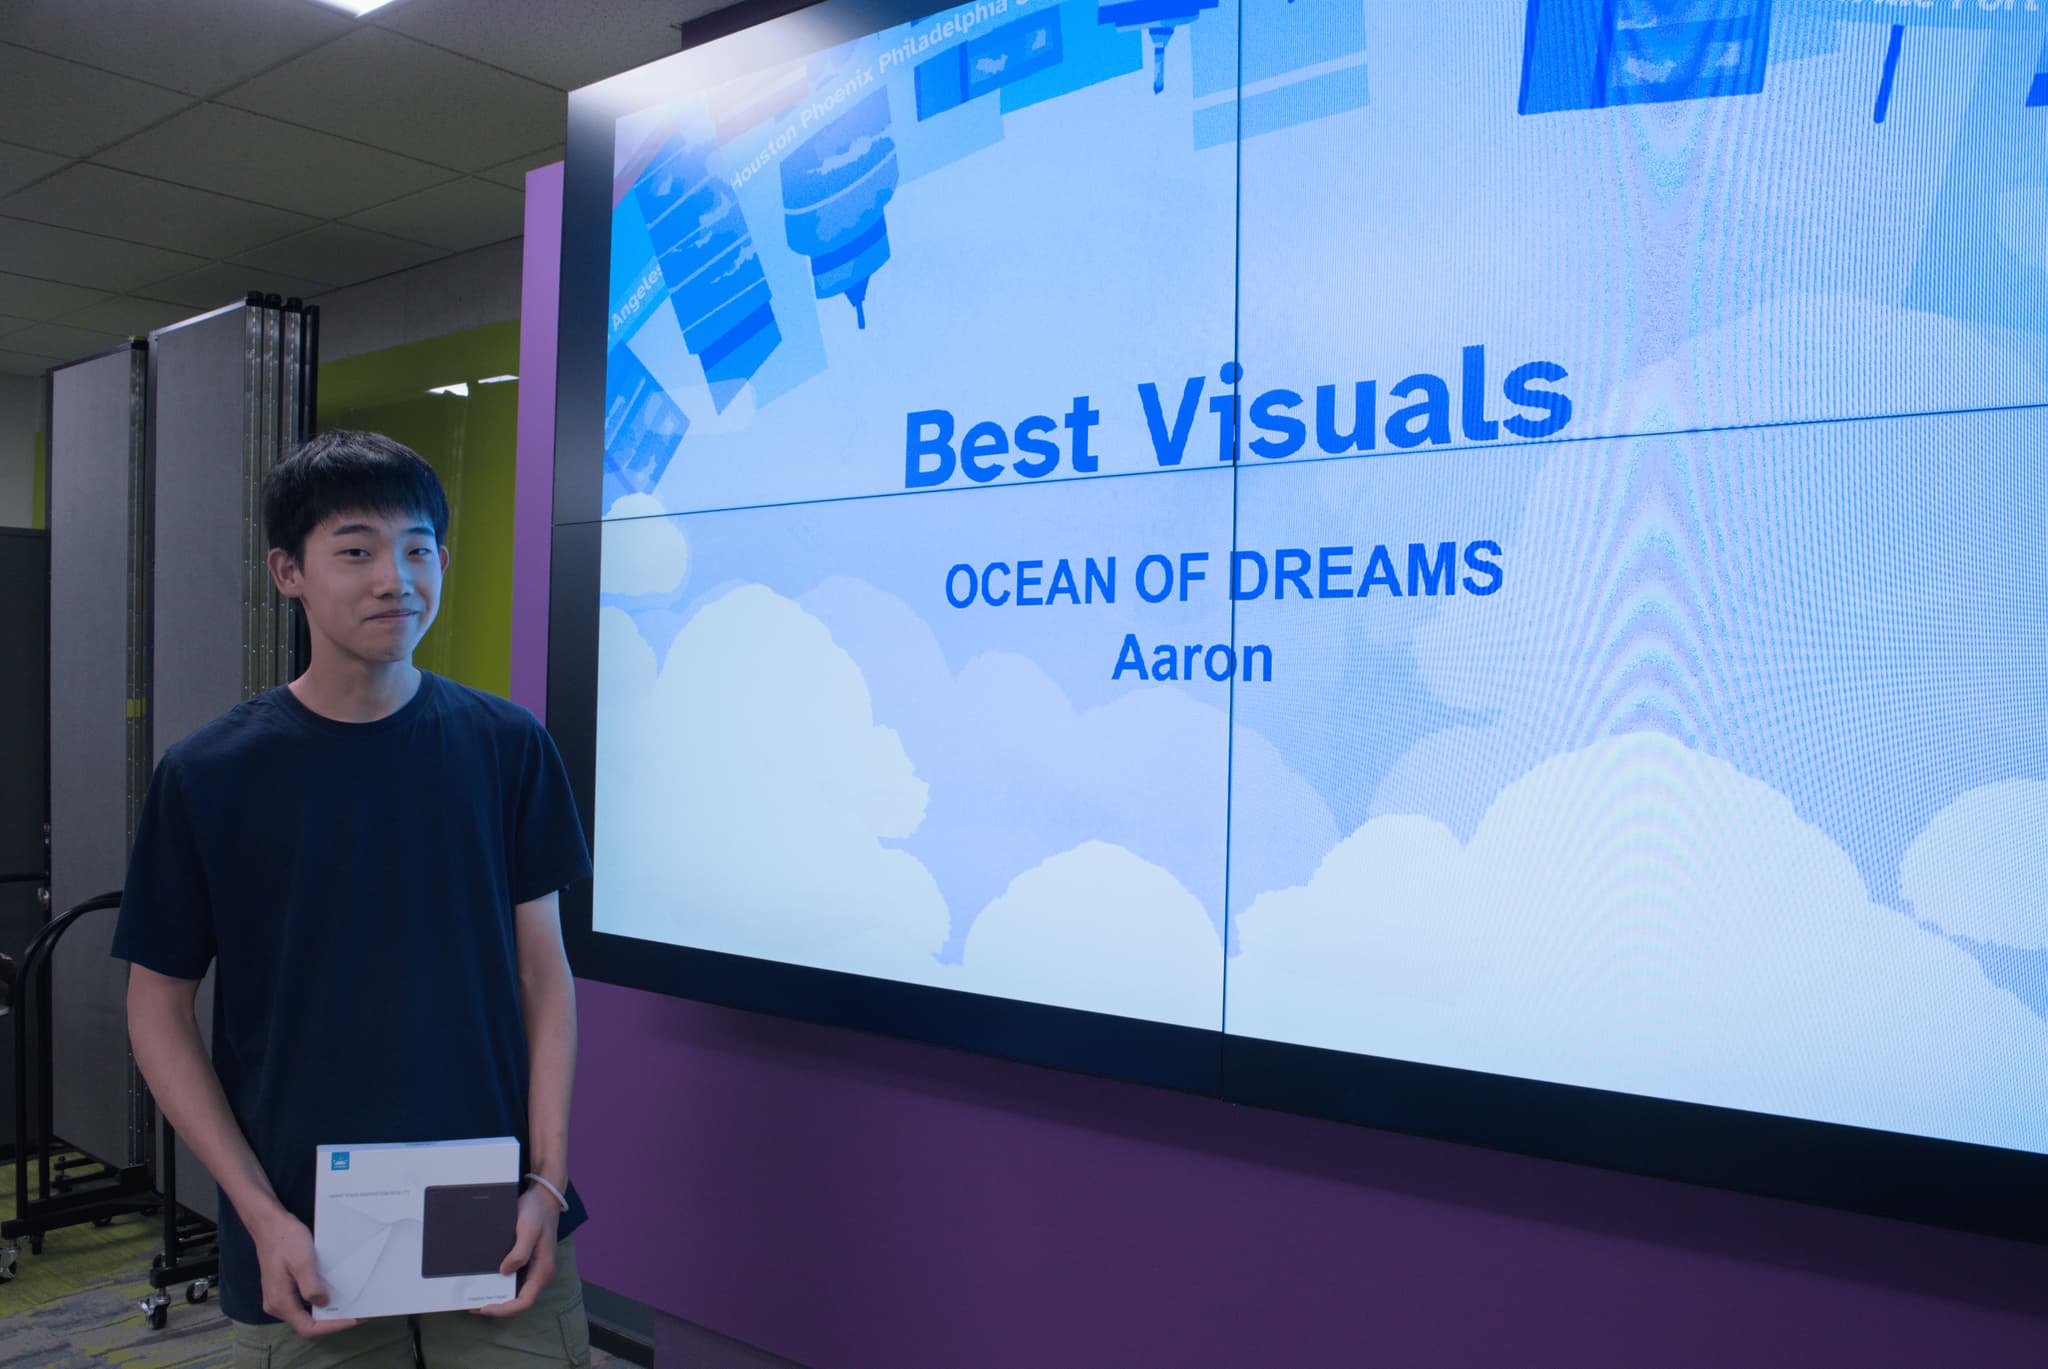 Angeles
Houston Phoenix Philadelphia
Best Visuals
OCEAN OF DREAMS
Aaron